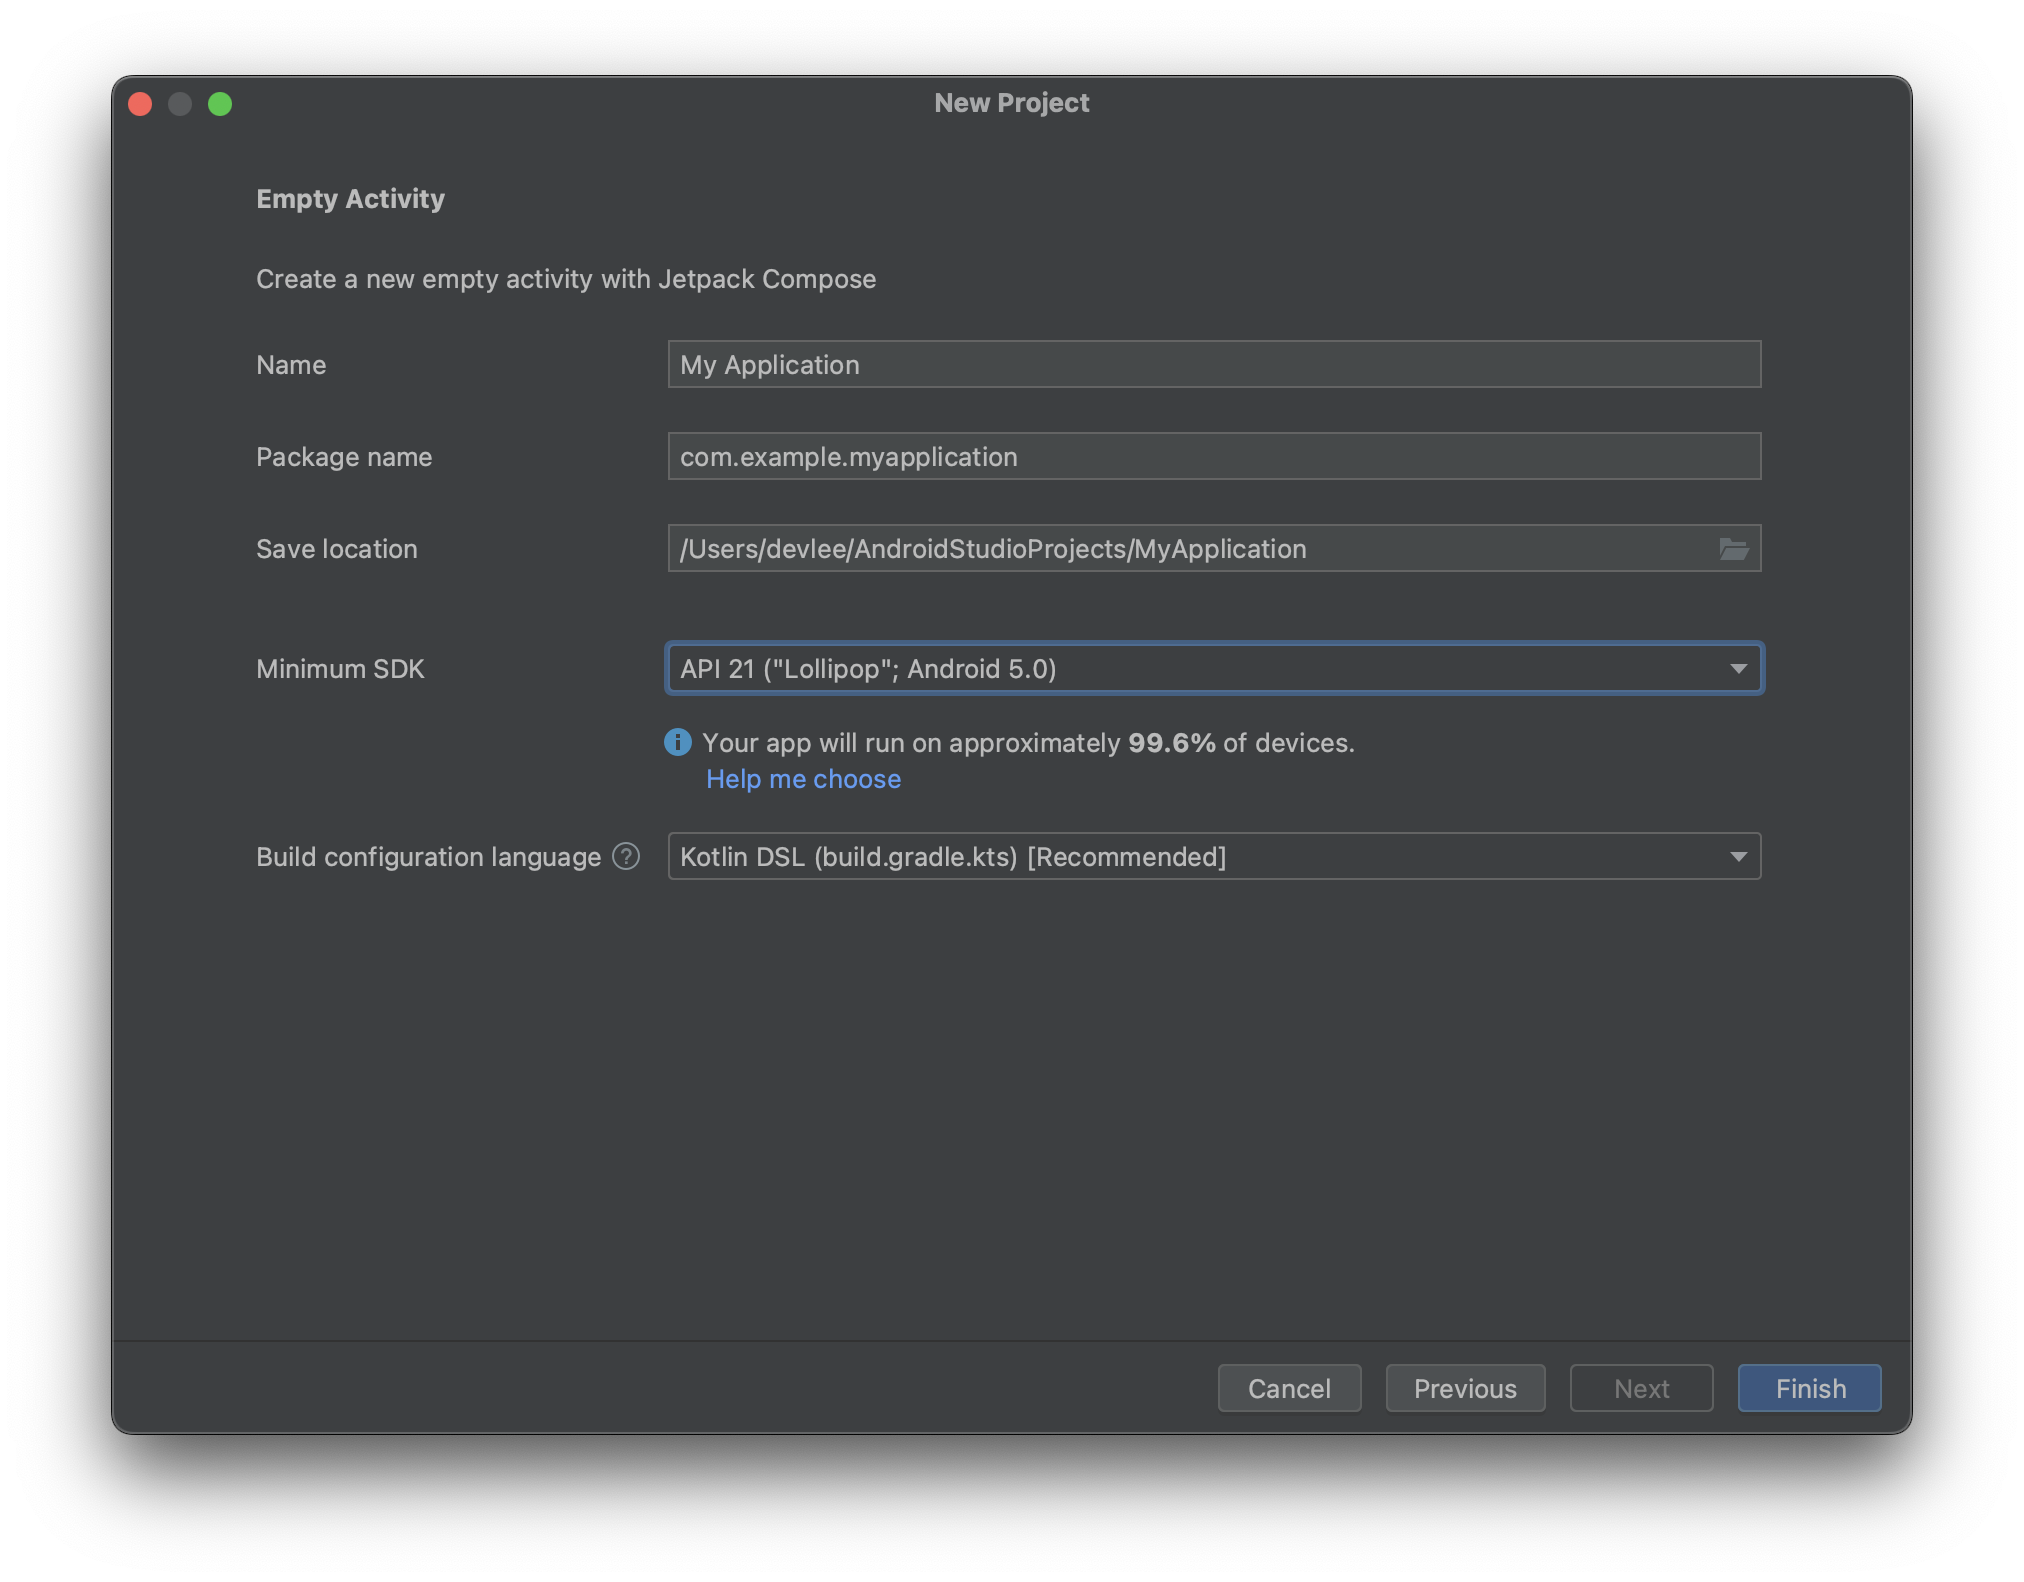 New Project
Empty Activity
Create a new empty activity with Jetpack Compose
Name
My Application
Package name
com.example.myapplication
Save location
/Users/devlee/AndroidStudioProjects/MyApplication
Minimum SDK
API 21 ("Lollipop"; Android 5.0)
Your app will run on approximately 99.6% of devices.
Help me choose
Build configuration language ?
Kotlin DSL (build.gradle.kts) [Recommended]
Cancel
Previous
Next
Finish